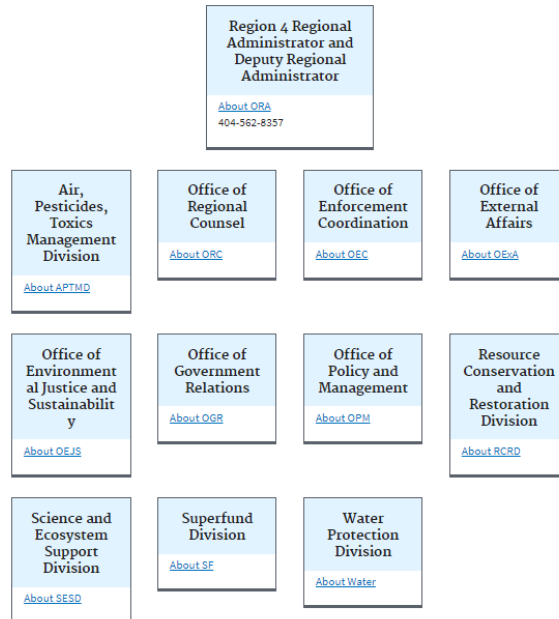 Region 4 Regional
Administrator and
Deputy Regional
Administrator
About ORA
404-562-8357
Air,
Pesticides,
Toxics
Management
Division
About APTMD
Office of
Regional
Counsel
About ORC
Office of
Enforcement
Coordination
About OEC
Office of
External
Affairs
About OExA
Office of
Environment
al Justice and
Sustainabilit
y
About OEJS
Office of
Government
Relations
About OGR
Office of
Policy and
Management
About OPM
Resource
Conservation
and
Restoration
Division
About RCRD
Science and
Ecosystem
Support
Division
About SESD
Superfund
Division
About SF
Water
Protection
Division
About Water